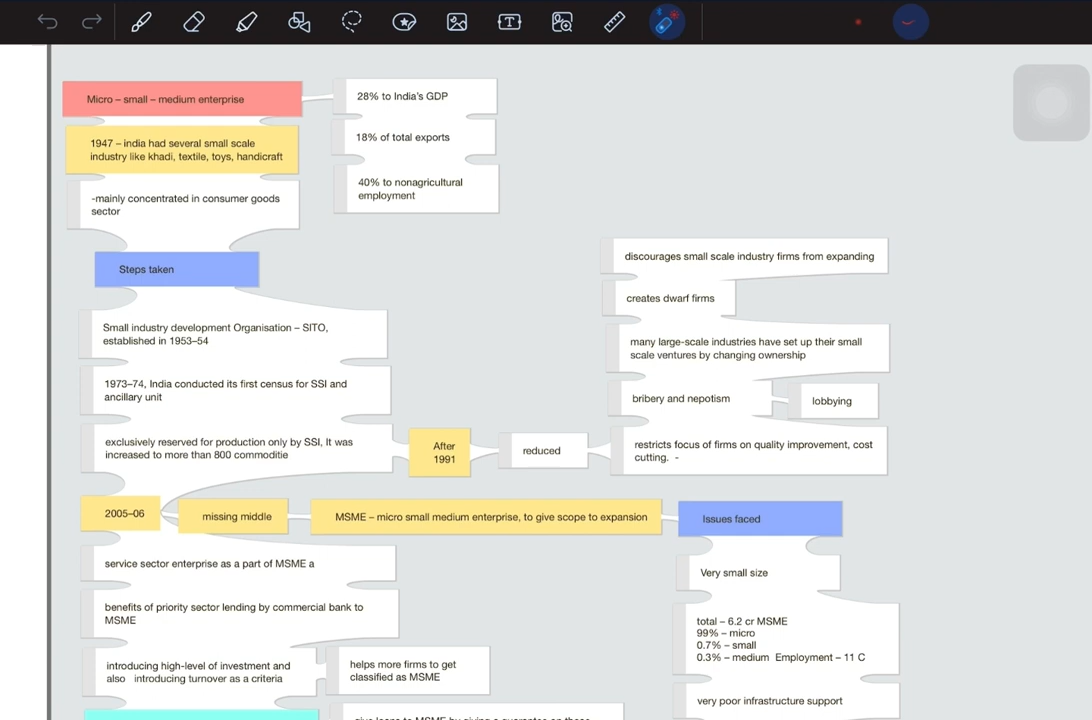 Micro – small – medium enterprise
28% to India's GDP
18% of total exports
40% to nonagricultural
employment
1947 – india had several small scale
industry like khadi, textile, toys, handicraft
-mainly concentrated in consumer goods
sector
Steps taken
Small industry development Organisation – SITO,
established in 1953–54
1973–74, India conducted its first census for SSI and
ancillary unit
exclusively reserved for production only by SSI, It was
increased to more than 800 commoditie
After
1991
reduced
discourages small scale industry firms from expanding
creates dwarf firms
many large-scale industries have set up their small
scale ventures by changing ownership
bribery and nepotism
lobbying
restricts focus of firms on quality improvement, cost
cutting. -
2005–06
missing middle
MSME – micro small medium enterprise, to give scope to expansion
Issues faced
service sector enterprise as a part of MSME a
benefits of priority sector lending by commercial bank to
MSME
introducing high-level of investment and
also introducing turnover as a criteria
helps more firms to get
classified as MSME
Very small size
total – 6.2 cr MSME
99% – micro
0.7% – small
0.3% – medium Employment – 11 C
very poor infrastructure support
give loans to MSME by giving a guarantee on those